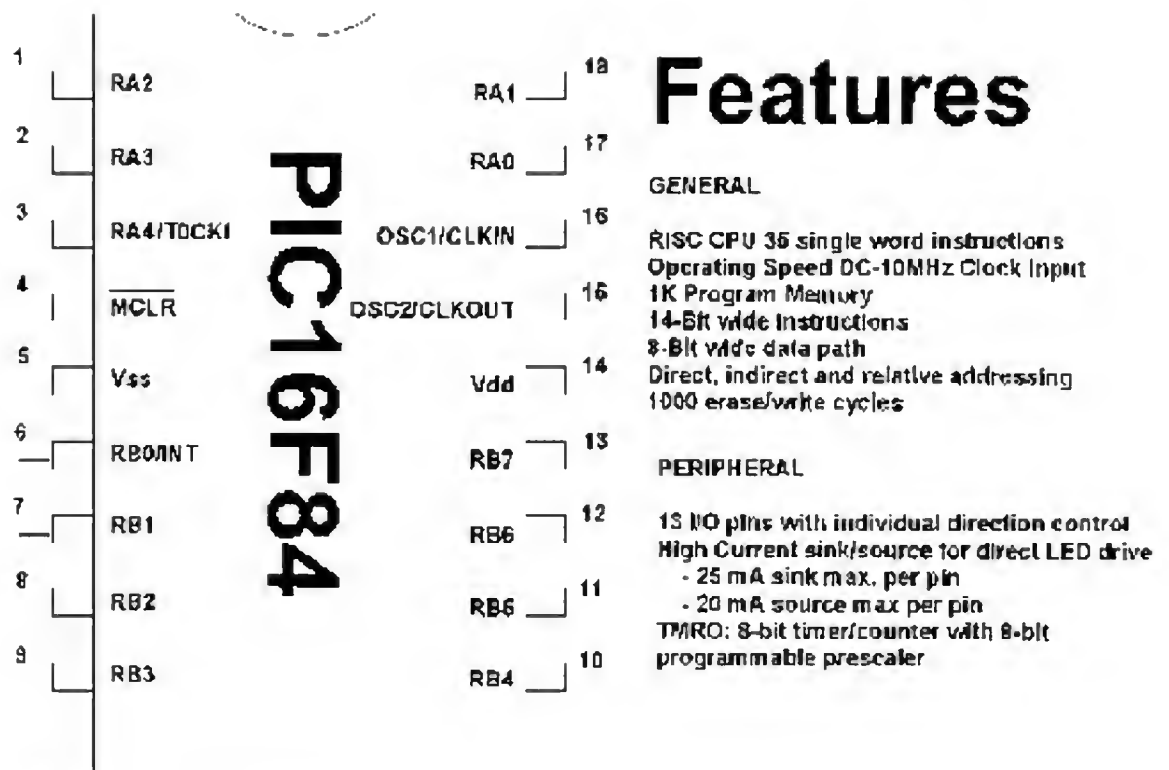 1 RA2 RA1 18
2 RA3 RA0 17
3 RA4/T0CKI OSC1/CLKIN 16
4 MCLR OSC2/CLKOUT 15
5 Vss Vdd 14
6 RB0/INT RB7 13
7 RB1 RB6 12
8 RB2 RB5 11
9 RB3 RB4 10
PIC16F84
Features
GENERAL
RISC CPU 35 single word instructions
Operating Speed DC-10MHz Clock Input
1K Program Memory
14-Bit wide Instructions
8-Bit wide data path
Direct, indirect and relative addressing
1000 erase/write cycles
PERIPHERAL
13 I/O pins with individual direction control
High Current sink/source for direct LED drive
- 25 mA sink max. per pin
- 20 mA source max per pin
TMRO: 8-bit timer/counter with 8-bit
programmable prescaler